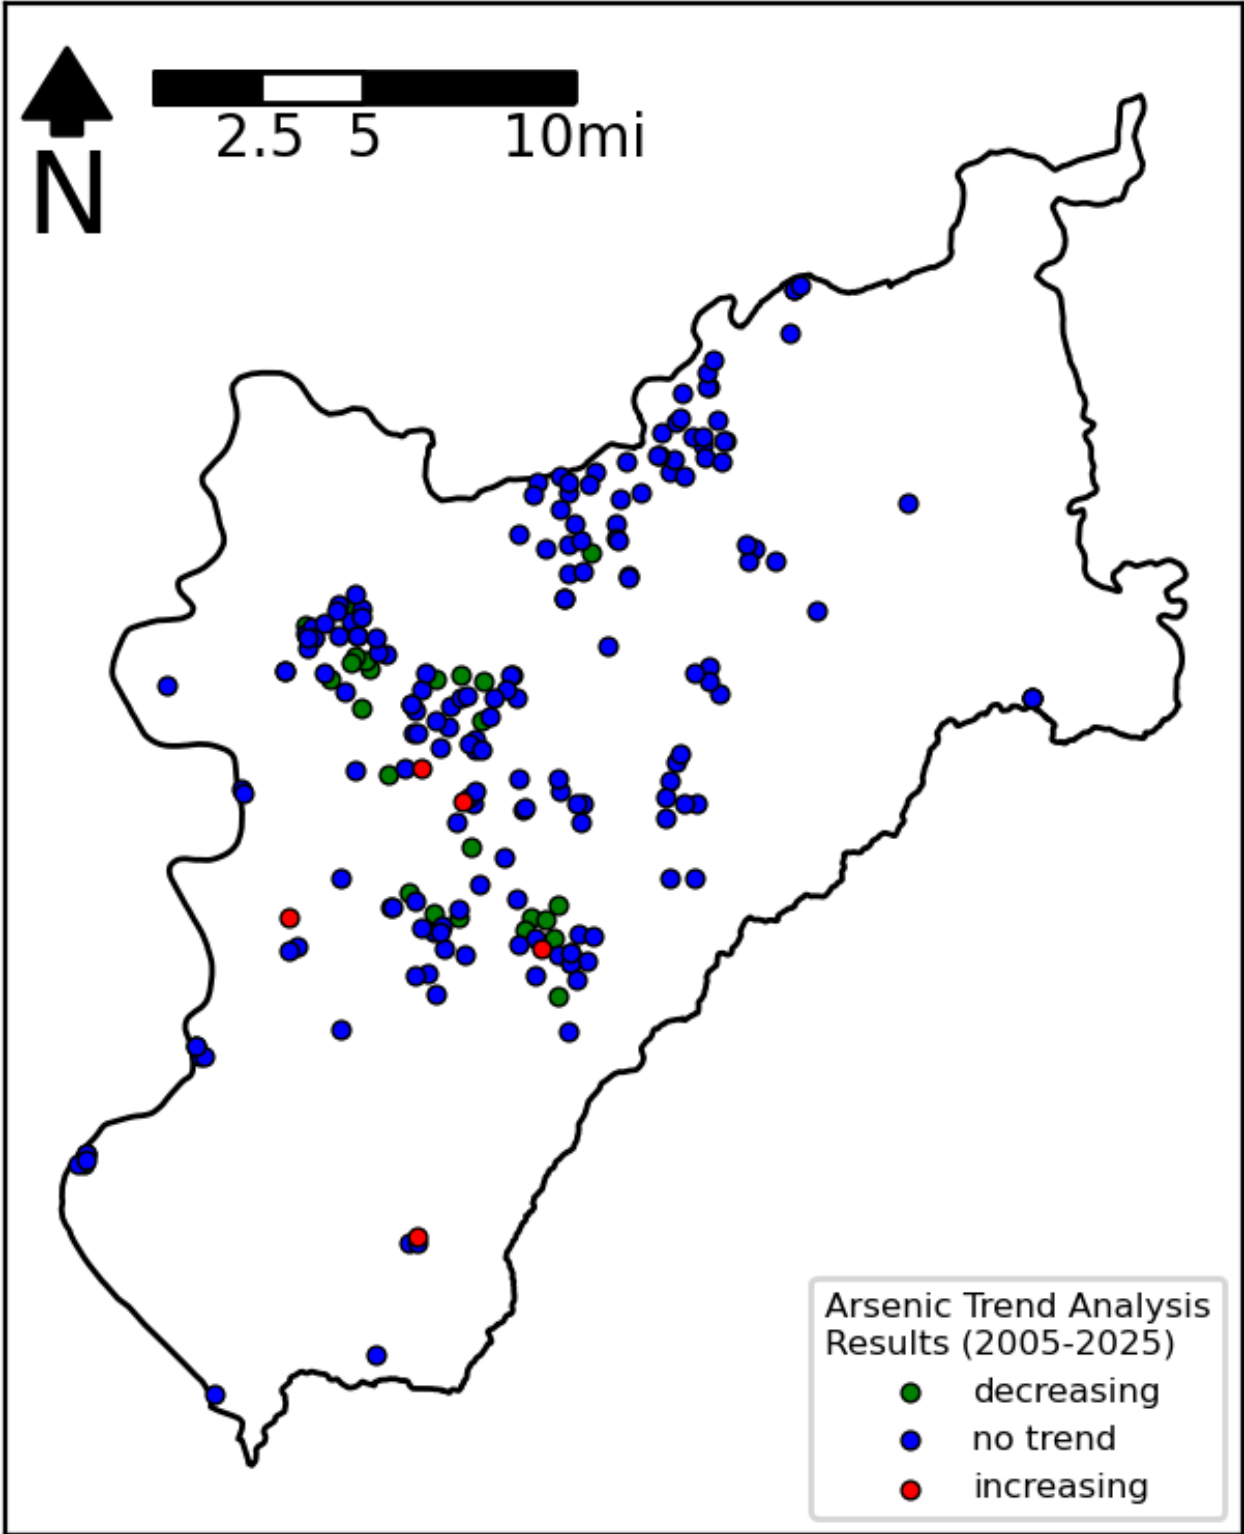 N
2.5 5 10mi
Arsenic Trend Analysis
Results (2005-2025)
decreasing
no trend
increasing